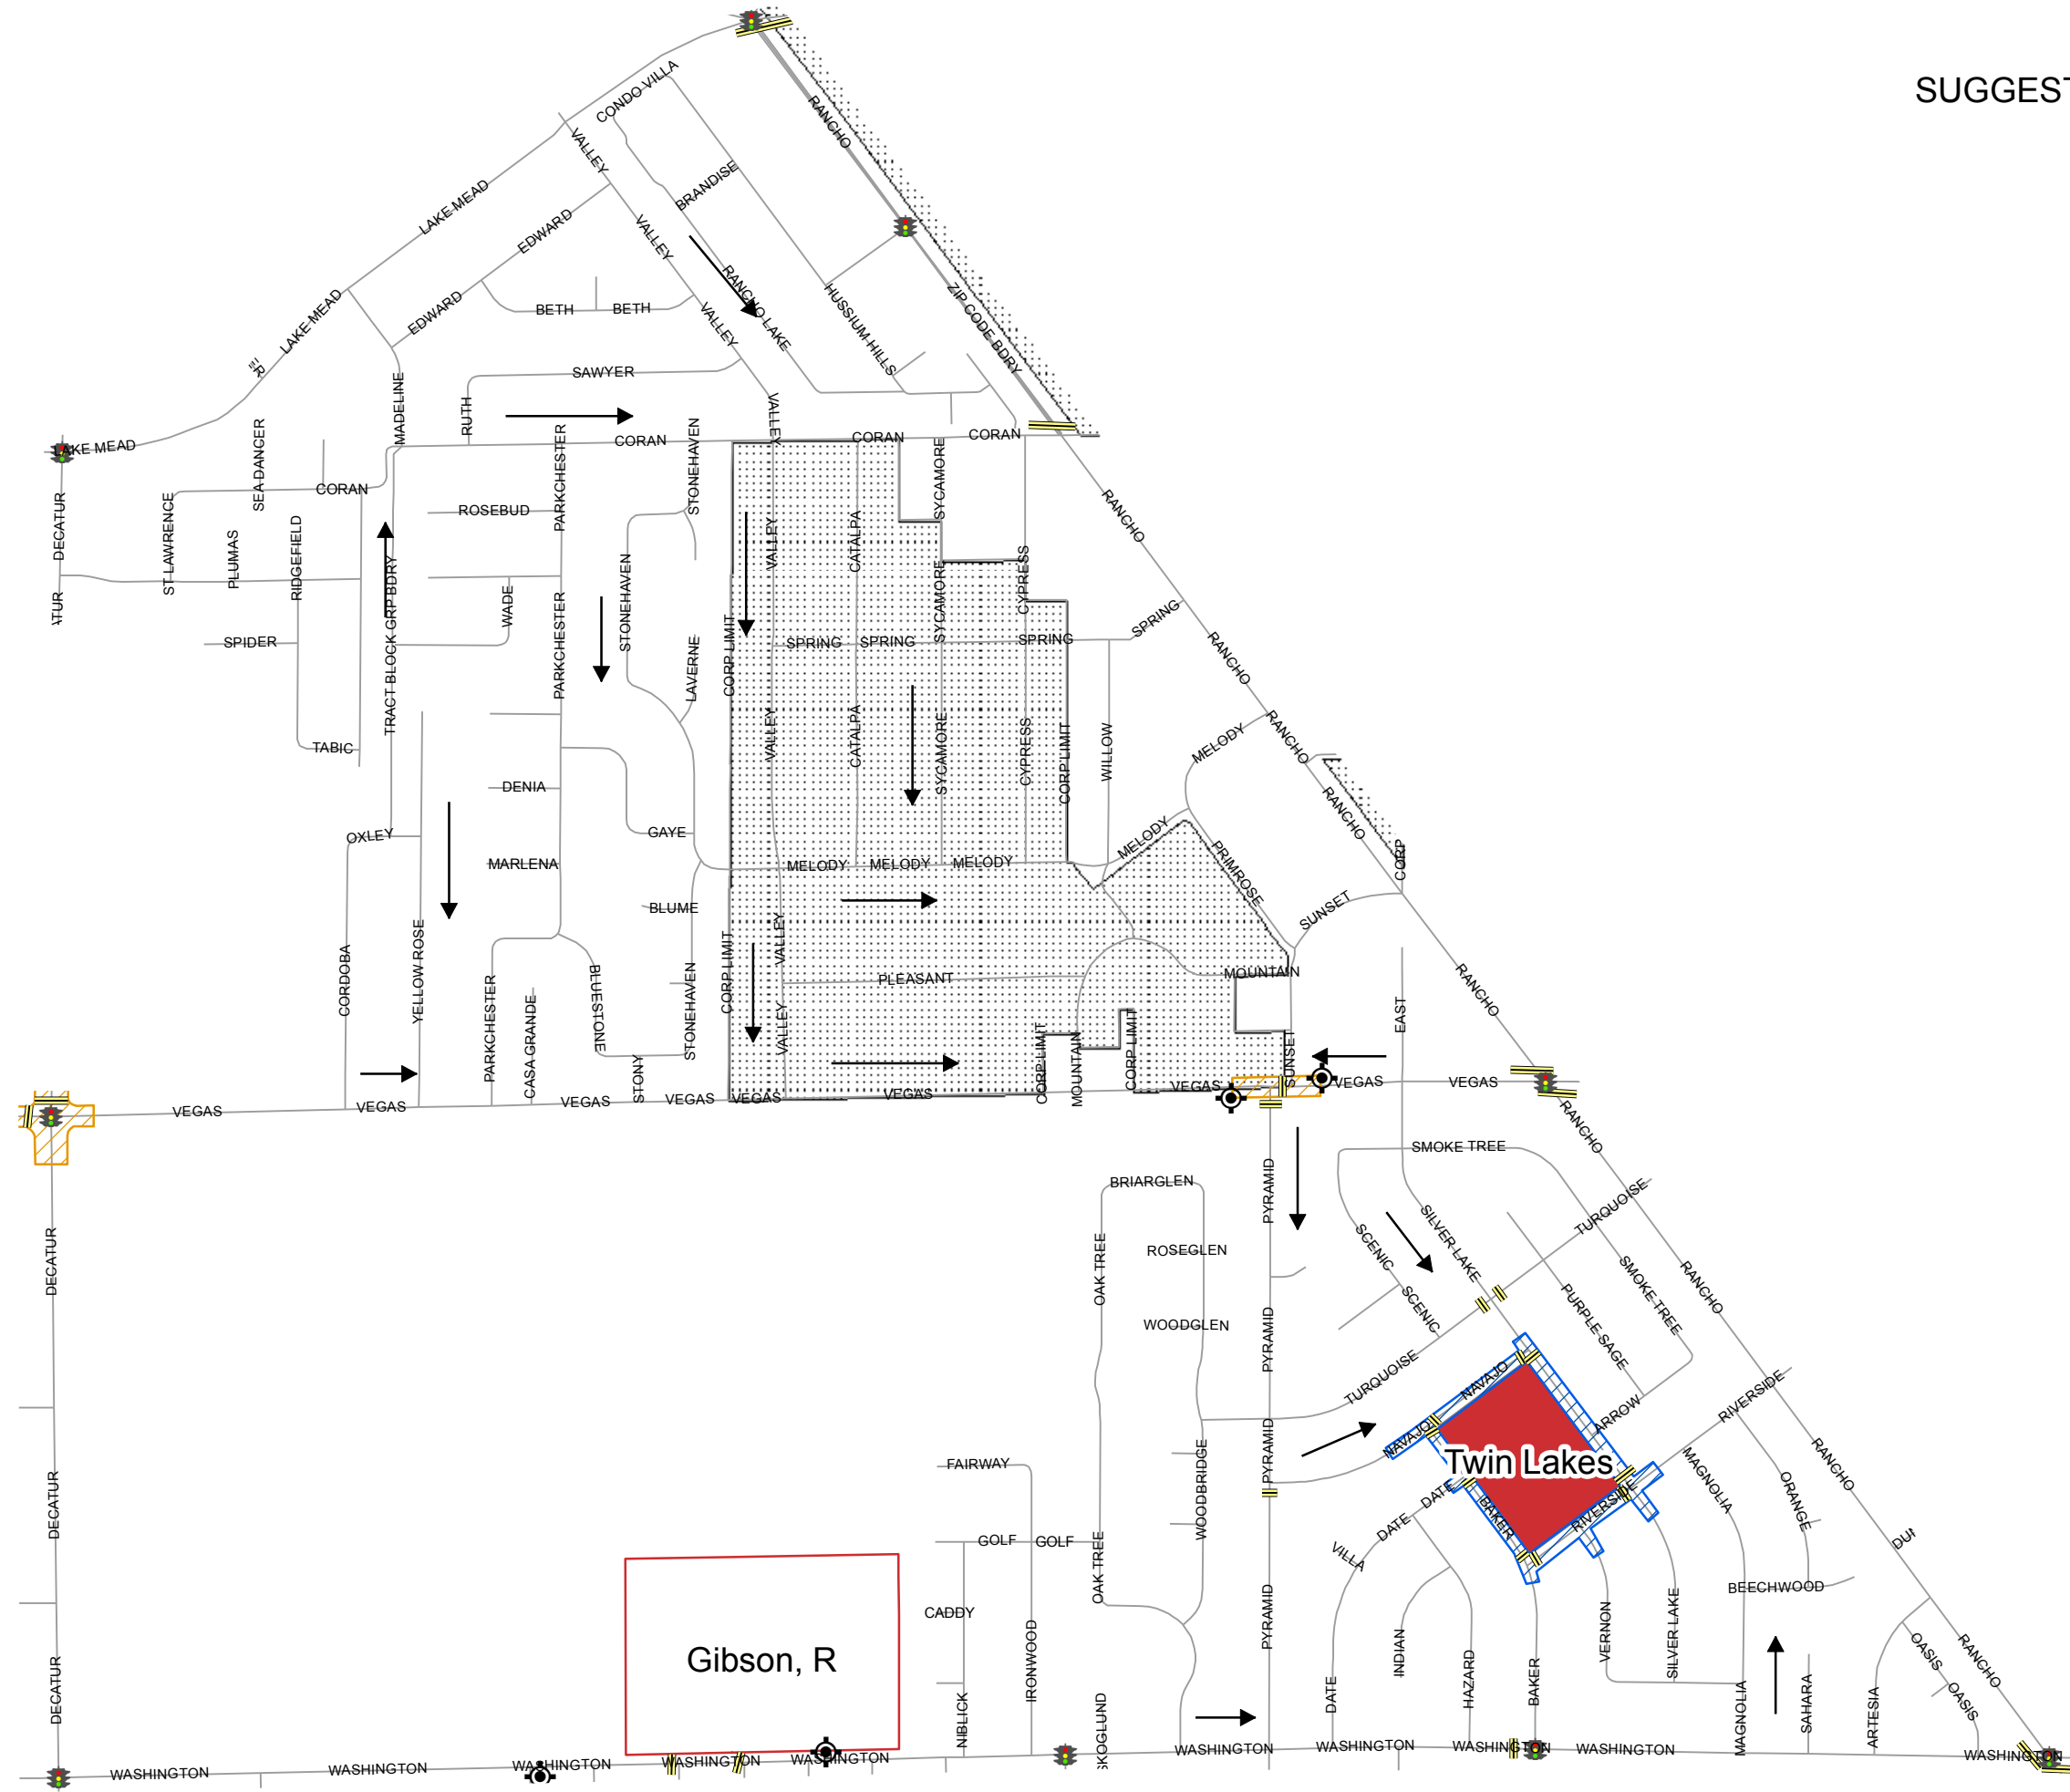 SUGGEST
CONDO VILLA
RANCHO
VALLEY
BRANDISE
LAKE MEAD
EDWARD
VALLEY
RANCHO LAKE
HUSSIUM HILLS
ZIP CODE BDRY
LAKE MEAD
EDWARD
BETH
BETH
VALLEY
SAWYER
MADELINE
RUTH
LAKE MEAD
SEA DANCER
PARKCHESTER
CORAN
STONEHAVEN
VALLEY
CORAN
CORAN
SYCAMORE
DECATUR
ST LAWRENCE
PLUMAS
RIDGEFIELD
CORAN
ROSEBUD
PARKCHESTER
VALLEY
CATALPA
RANCHO
TRACT BLOCK GRP BDRY
WADE
STONEHAVEN
SYCAMORE
CYPRESS
SPRING
SPIDER
PARKCHESTER
LAVERNE
CORP LIMIT
SPRING
SPRING
SPRING
RANCHO
TABIC
VALLEY
CATALPA
SYCAMORE
CYPRESS
CORP LIMIT
WILLOW
MELODY
RANCHO
DENIA
RANCHO
OXLEY
GAYE
MELODY
PRIMROSE
CORP
MARLENA
MELODY
MELODY
MELODY
BLUME
SUNSET
CORDOBA
YELLOW ROSE
PARKCHESTER
CASA GRANDE
BLUESTONE
STONEHAVEN
CORP LIMIT
VALLEY
PLEASANT
MOUNTAIN
RANCHO
EAST
STONY
VALLEY
CORP LIMIT
MOUNTAIN
CORP LIMIT
SUNSET
VEGAS
VEGAS
VEGAS
VEGAS
VEGAS
VEGAS
VEGAS
VEGAS
VEGAS
RANCHO
SMOKE TREE
BRIARGLEN
PYRAMID
TURQUOISE
DECATUR
OAK TREE
ROSEGLEN
SCENIC
SILVER LAKE
SMOKE TREE
RANCHO
WOODGLEN
PYRAMID
SCENIC
PURPLE SAGE
TURQUOISE
NAVAJO
ARROW
RIVERSIDE
DECATUR
FAIRWAY
WOODBRIDGE
PYRAMID
NAVAJO
Twin Lakes
MAGNOLIA
ORANGE
RANCHO
DATE
BAKER
RIVERSIDE
GOLF
GOLF
OAK TREE
DATE
VILLA
CADDY
PYRAMID
BEECHWOOD
Gibson, R
IRONWOOD
INDIAN
HAZARD
BAKER
VERNON
SILVER LAKE
OASIS
RANCHO
DECATUR
NIBLICK
SKOGLUND
DATE
MAGNOLIA
SAHARA
ARTESIA
OASIS
WASHINGTON
WASHINGTON
WASHINGTON
WASHINGTON
WASHINGTON
WASHINGTON
WASHINGTON
WASHINGTON
WASHINGTON
WASHINGTON